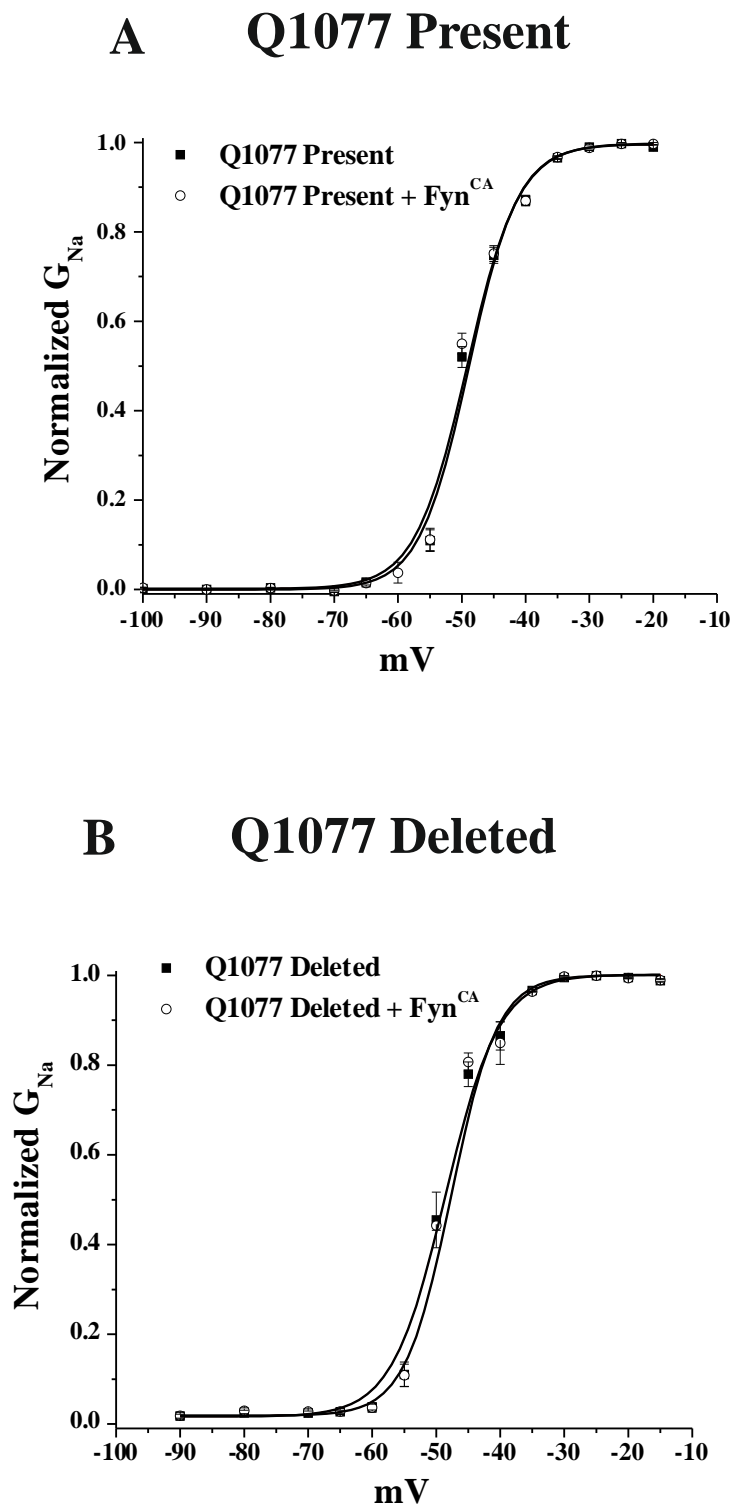 A Q1077 Present
1.0
0.8
0.6
0.4
0.2
0.0
Normalized G_Na
Q1077 Present
Q1077 Present + Fyn^CA
-100 -90 -80 -70 -60 -50 -40 -30 -20 -10
mV
B Q1077 Deleted
1.0
0.8
0.6
0.4
0.2
0.0
Normalized G_Na
Q1077 Deleted
Q1077 Deleted + Fyn^CA
-100 -90 -80 -70 -60 -50 -40 -30 -20 -10
mV